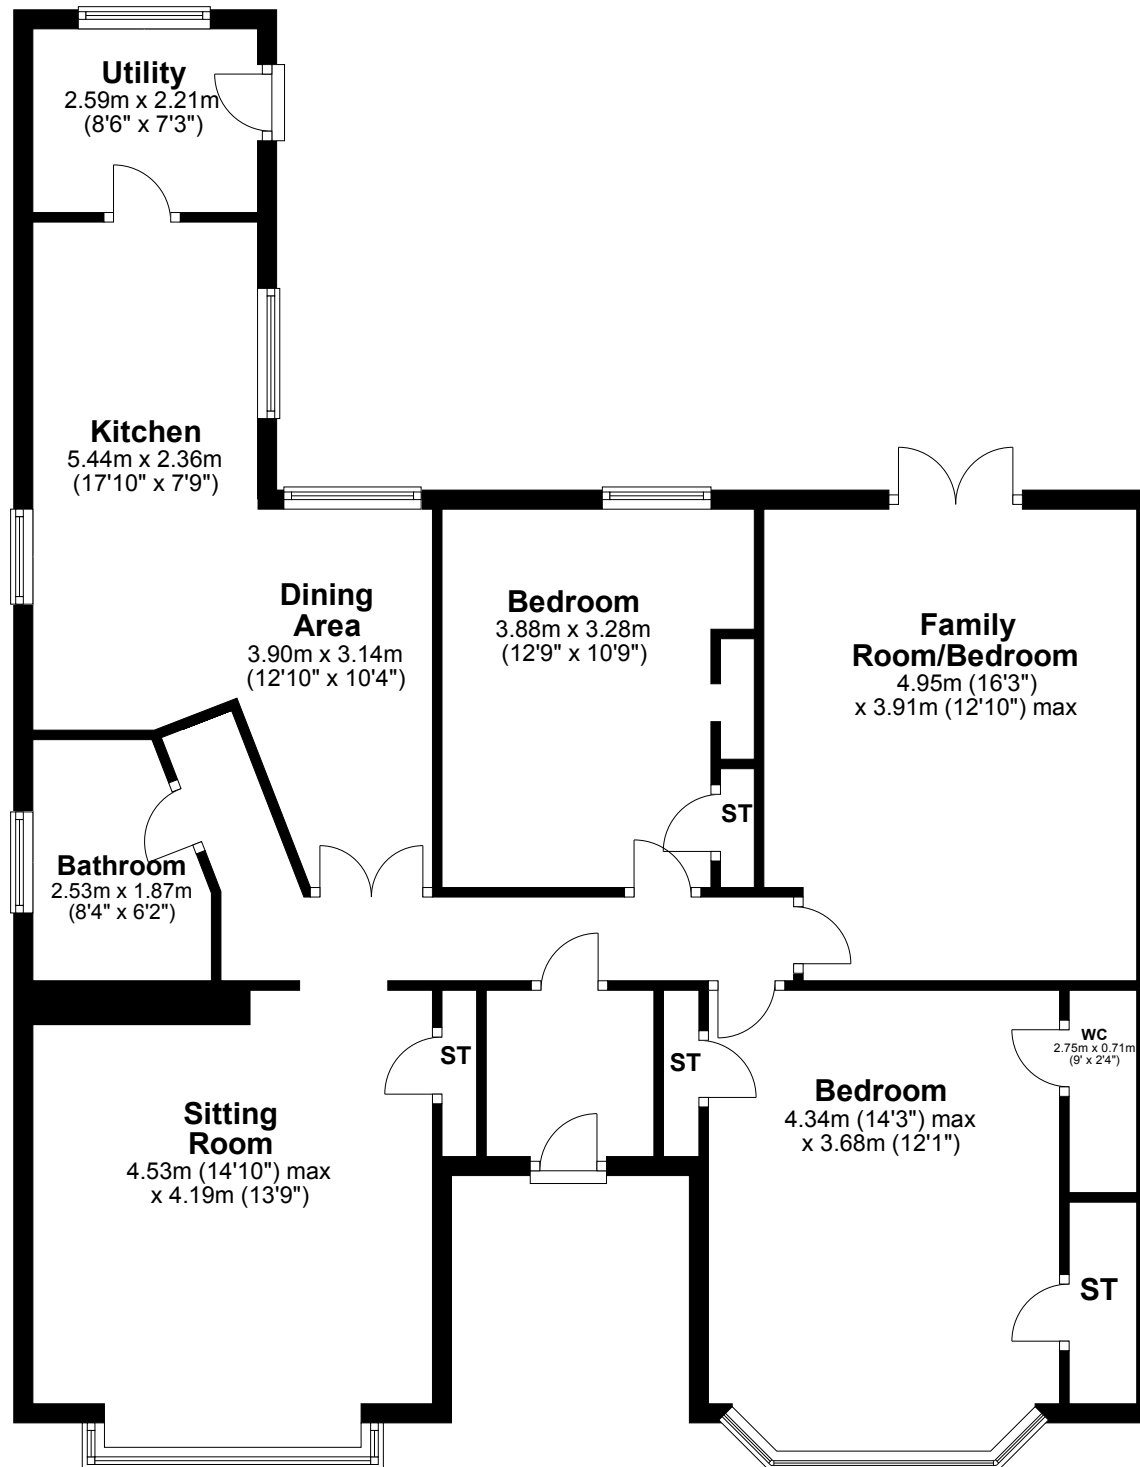 Utility
2.59m x 2.21m
(8'6" x 7'3")
Kitchen
5.44m x 2.36m
(17'10" x 7'9")
Dining
Area
3.90m x 3.14m
(12'10" x 10'4")
Bedroom
3.88m x 3.28m
(12'9" x 10'9")
Family
Room/Bedroom
4.95m (16'3")
x 3.91m (12'10") max
ST
Bathroom
2.53m x 1.87m
(8'4" x 6'2")
Sitting
Room
4.53m (14'10") max
x 4.19m (13'9")
ST
ST
Bedroom
4.34m (14'3") max
x 3.68m (12'1")
WC
2.75m x 0.71m
(9' x 2'4")
ST